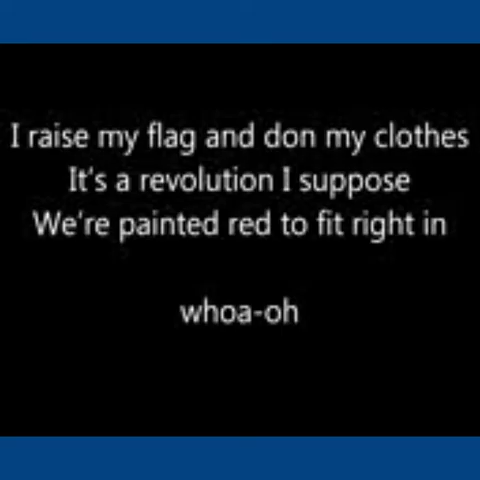 I raise my flag and don my clothes
It's a revolution I suppose
We're painted red to fit right in
whoa-oh